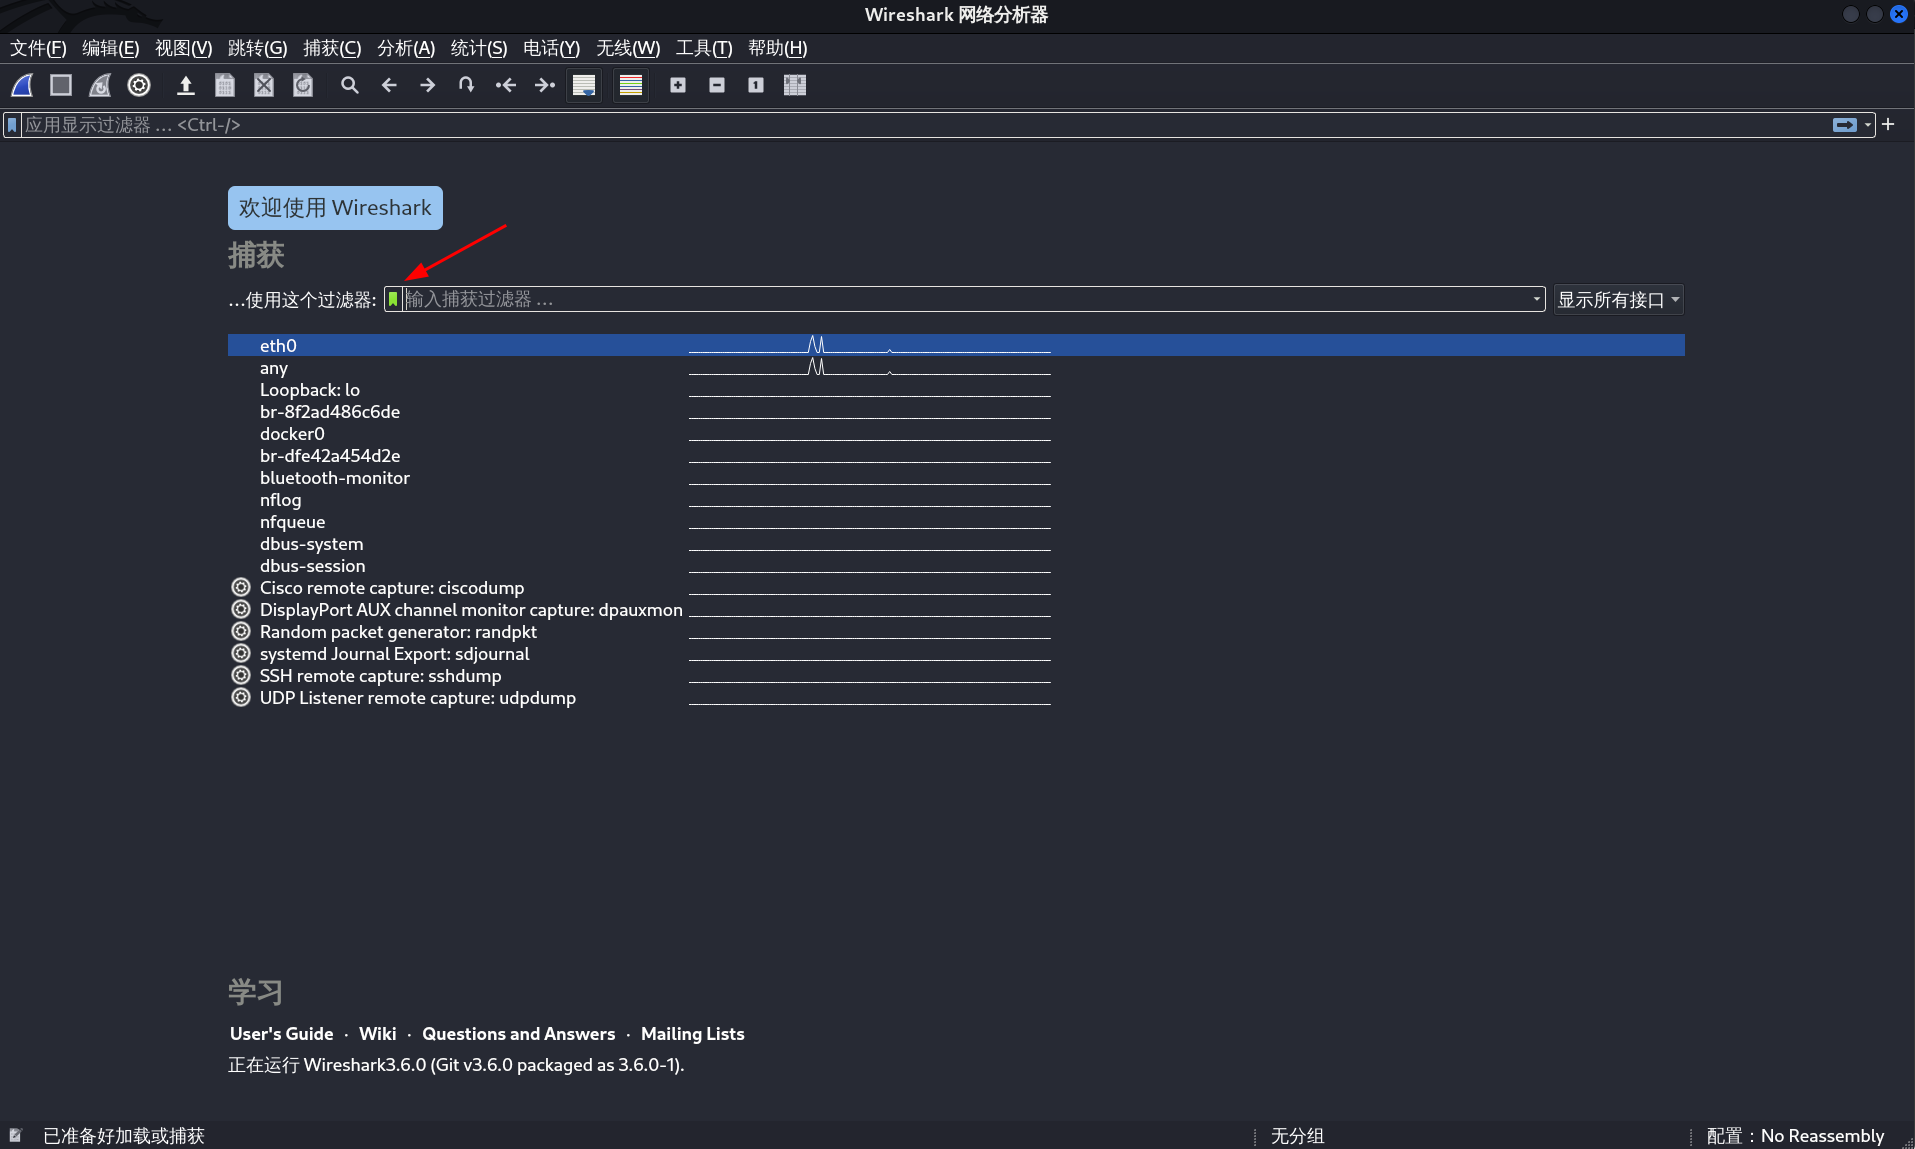 Wireshark 网络分析器
文件(F) 编辑(E) 视图(V) 跳转(G) 捕获(C) 分析(A) 统计(S) 电话(Y) 无线(W) 工具(T) 帮助(H)
1
应用显示过滤器 … <Ctrl-/>
欢迎使用 Wireshark
捕获
…使用这个过滤器: 输入捕获过滤器 … 显示所有接口
eth0
any
Loopback: lo
br-8f2ad486c6de
docker0
br-dfe42a454d2e
bluetooth-monitor
nflog
nfqueue
dbus-system
dbus-session
Cisco remote capture: ciscodump
DisplayPort AUX channel monitor capture: dpauxmon
Random packet generator: randpkt
systemd Journal Export: sdjournal
SSH remote capture: sshdump
UDP Listener remote capture: udpdump
学习
User's Guide · Wiki · Questions and Answers · Mailing Lists
正在运行 Wireshark3.6.0 (Git v3.6.0 packaged as 3.6.0-1).
已准备好加载或捕获 无分组 配置：No Reassembly